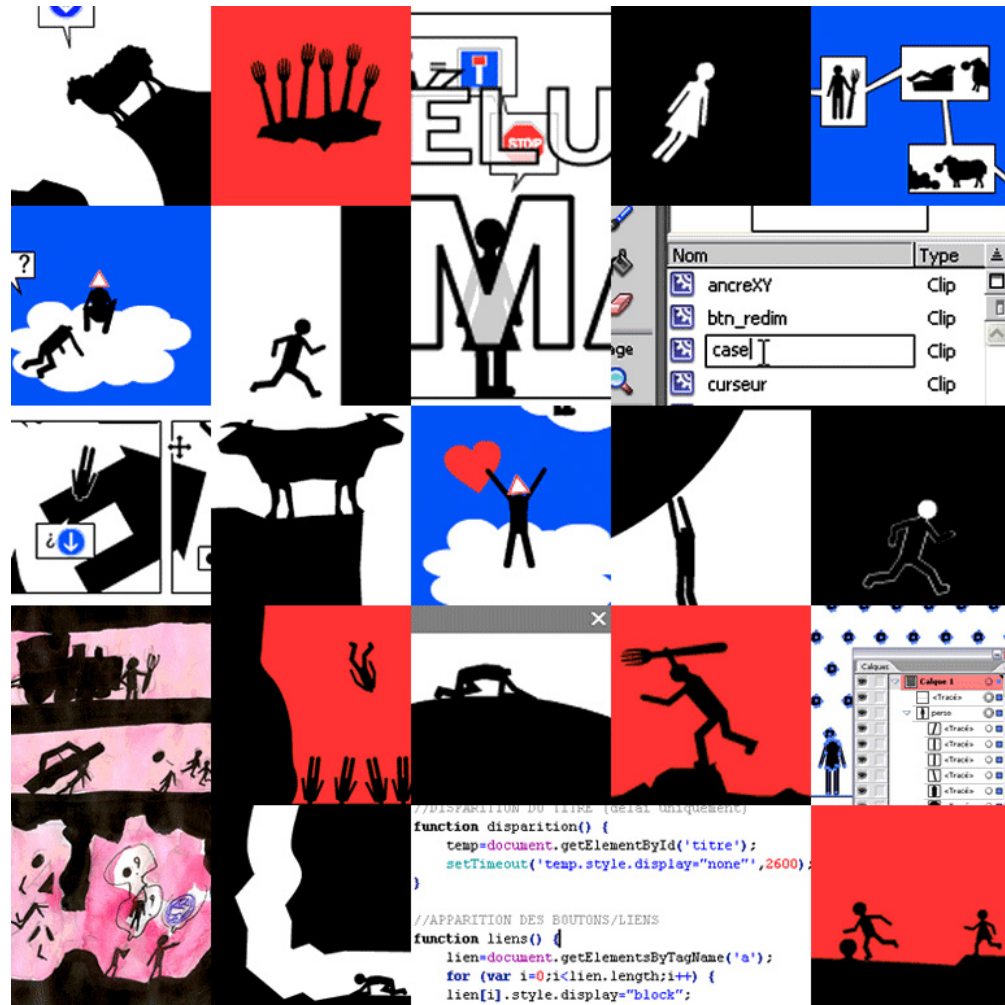 ELU
STOP
MA
?
Nom Type
ancreXY Clip
btn_redim Clip
case Clip
curseur Clip
¿
Calques
Calque 1
<Tracé>
perso
<Tracé>
<Tracé>
<Tracé>
<Tracé>
<Tracé>
//DISPARITION DU TITRE (délai uniquement)
function disparition() {
temp=document.getElementById('titre');
setTimeout('temp.style.display="none"',2600);
}
//APPARITION DES BOUTONS/LIENS
function liens() {
lien=document.getElementsByTagName('a');
for (var i=0;i<lien.length;i++) {
lien[i].style.display="block";